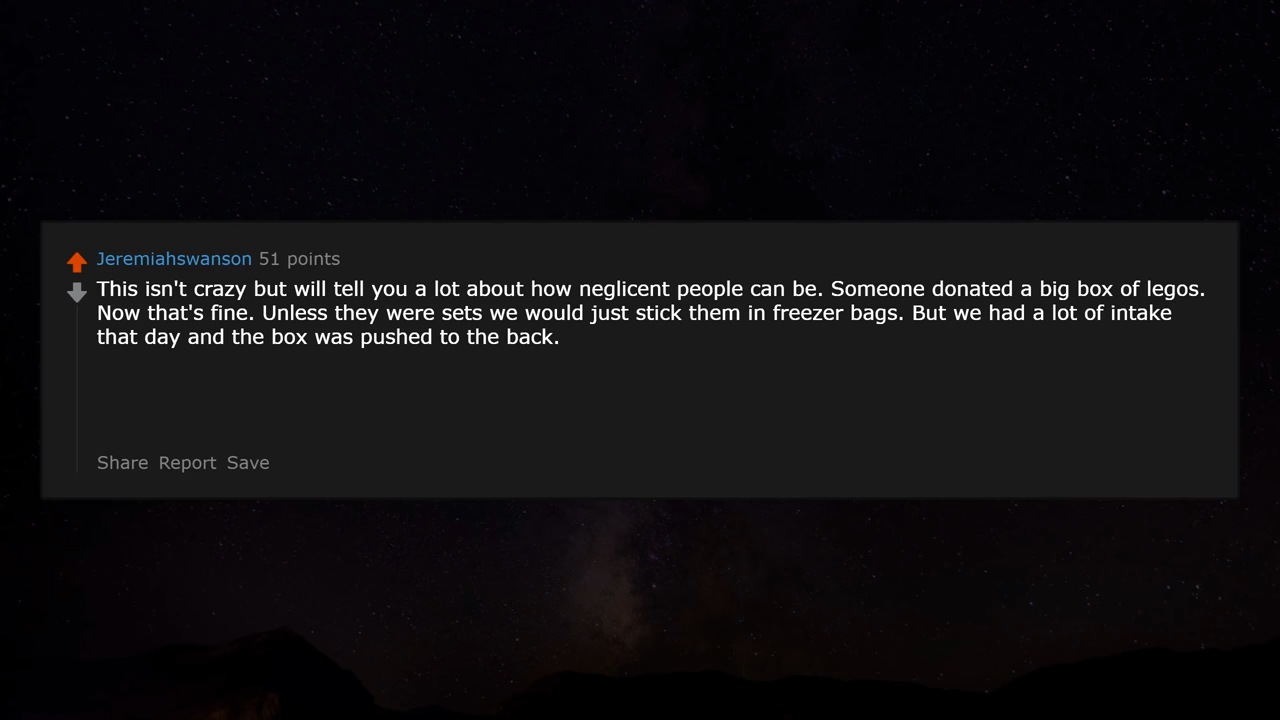 Jeremiahswanson 51 points
This isn't crazy but will tell you a lot about how neglicent people can be. Someone donated a big box of legos.
Now that's fine. Unless they were sets we would just stick them in freezer bags. But we had a lot of intake
that day and the box was pushed to the back.
Share Report Save